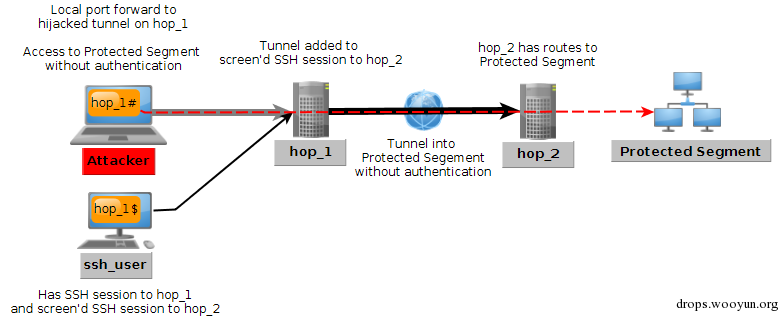 Local port forward to
hijacked tunnel on hop_1
Access to Protected Segment
without authentication
Tunnel added to
screen'd SSH session to hop_2
hop_2 has routes to
Protected Segment
hop_1#
Attacker
hop_1
Tunnel into
Protected Segement
without authentication
hop_2
Protected Segment
hop_1$
ssh_user
Has SSH session to hop_1
and screen'd SSH session to hop_2
drops.wooyun.org